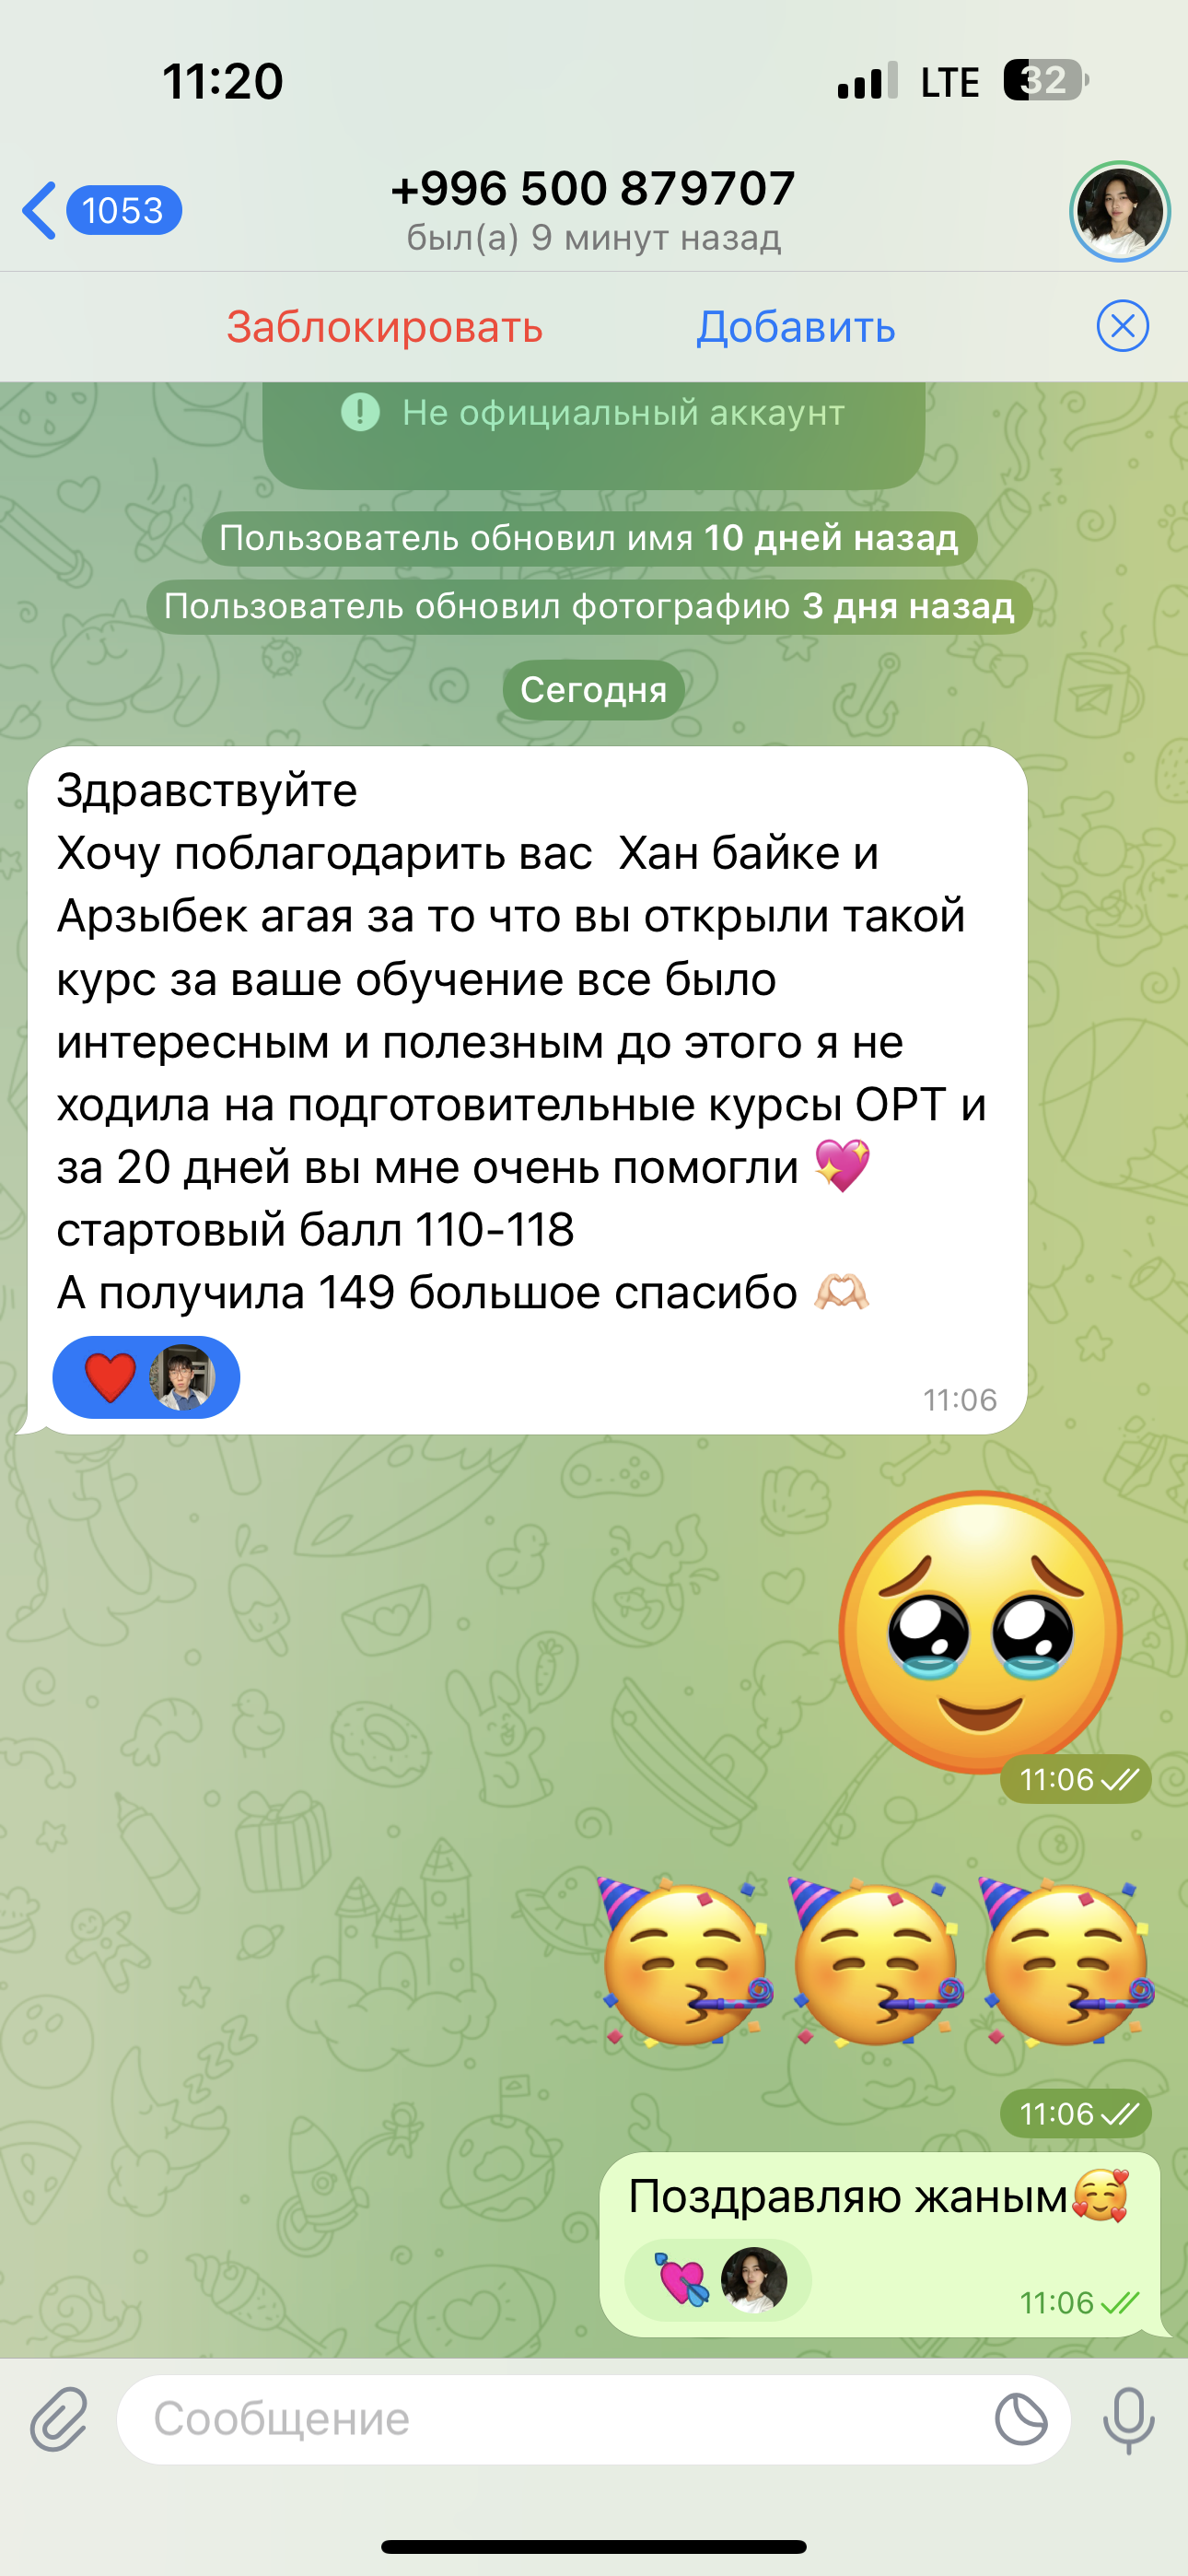 11:20
LTE
32
1053
+996 500 879707
был(а) 9 минут назад
Заблокировать
Добавить
Не официальный аккаунт
Пользователь обновил имя 10 дней назад
Пользователь обновил фотографию 3 дня назад
Сегодня
Здравствуйте
Хочу поблагодарить вас  Хан байке и
Арзыбек агая за то что вы открыли такой
курс за ваше обучение все было
интересным и полезным до этого я не
ходила на подготовительные курсы ОРТ и
за 20 дней вы мне очень помогли 💖
стартовый балл 110-118
А получила 149 большое спасибо 🫶🏻
❤️
11:06
🥹
11:06
🥳🥳🥳
11:06
Поздравляю жаным🥰
💘
11:06
Сообщение